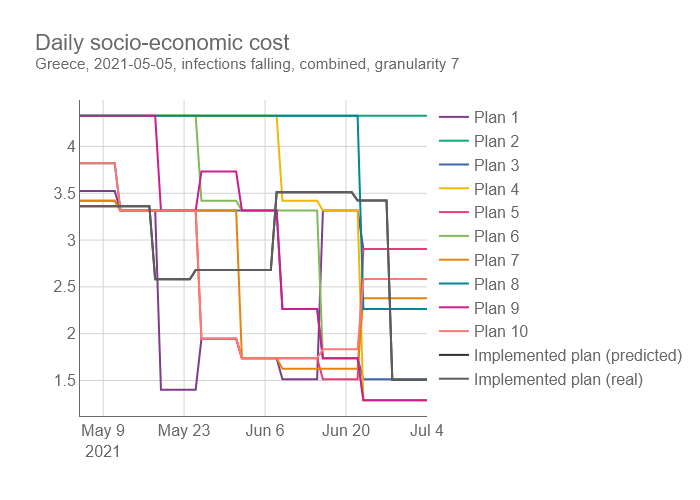 Daily socio-economic cost
Greece, 2021-05-05, infections falling, combined, granularity 7
4
3.5
3
2.5
2
1.5
May 9
2021
May 23
Jun 6
Jun 20
Jul 4
Plan 1
Plan 2
Plan 3
Plan 4
Plan 5
Plan 6
Plan 7
Plan 8
Plan 9
Plan 10
Implemented plan (predicted)
Implemented plan (real)